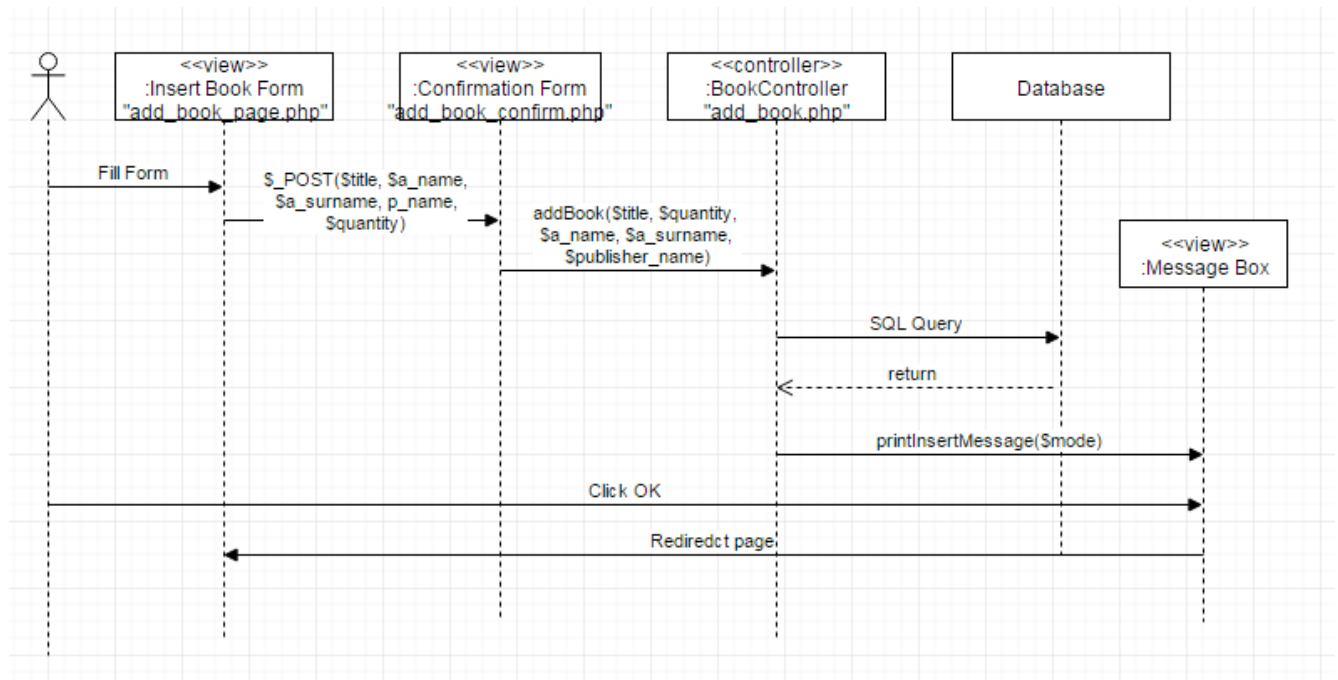 <<view>>
:Insert Book Form
"add_book_page.php"
<<view>>
:Confirmation Form
"add_book_confirm.php"
<<controller>>
:BookController
"add_book.php"
Database
Fill Form
$_POST($title, $a_name,
$a_surname, p_name,
$quantity)
addBook($title, $quantity,
$a_name, $a_surname,
$publisher_name)
<<view>>
:Message Box
SQL Query
return
printInsertMessage($mode)
Click OK
Rediredct page